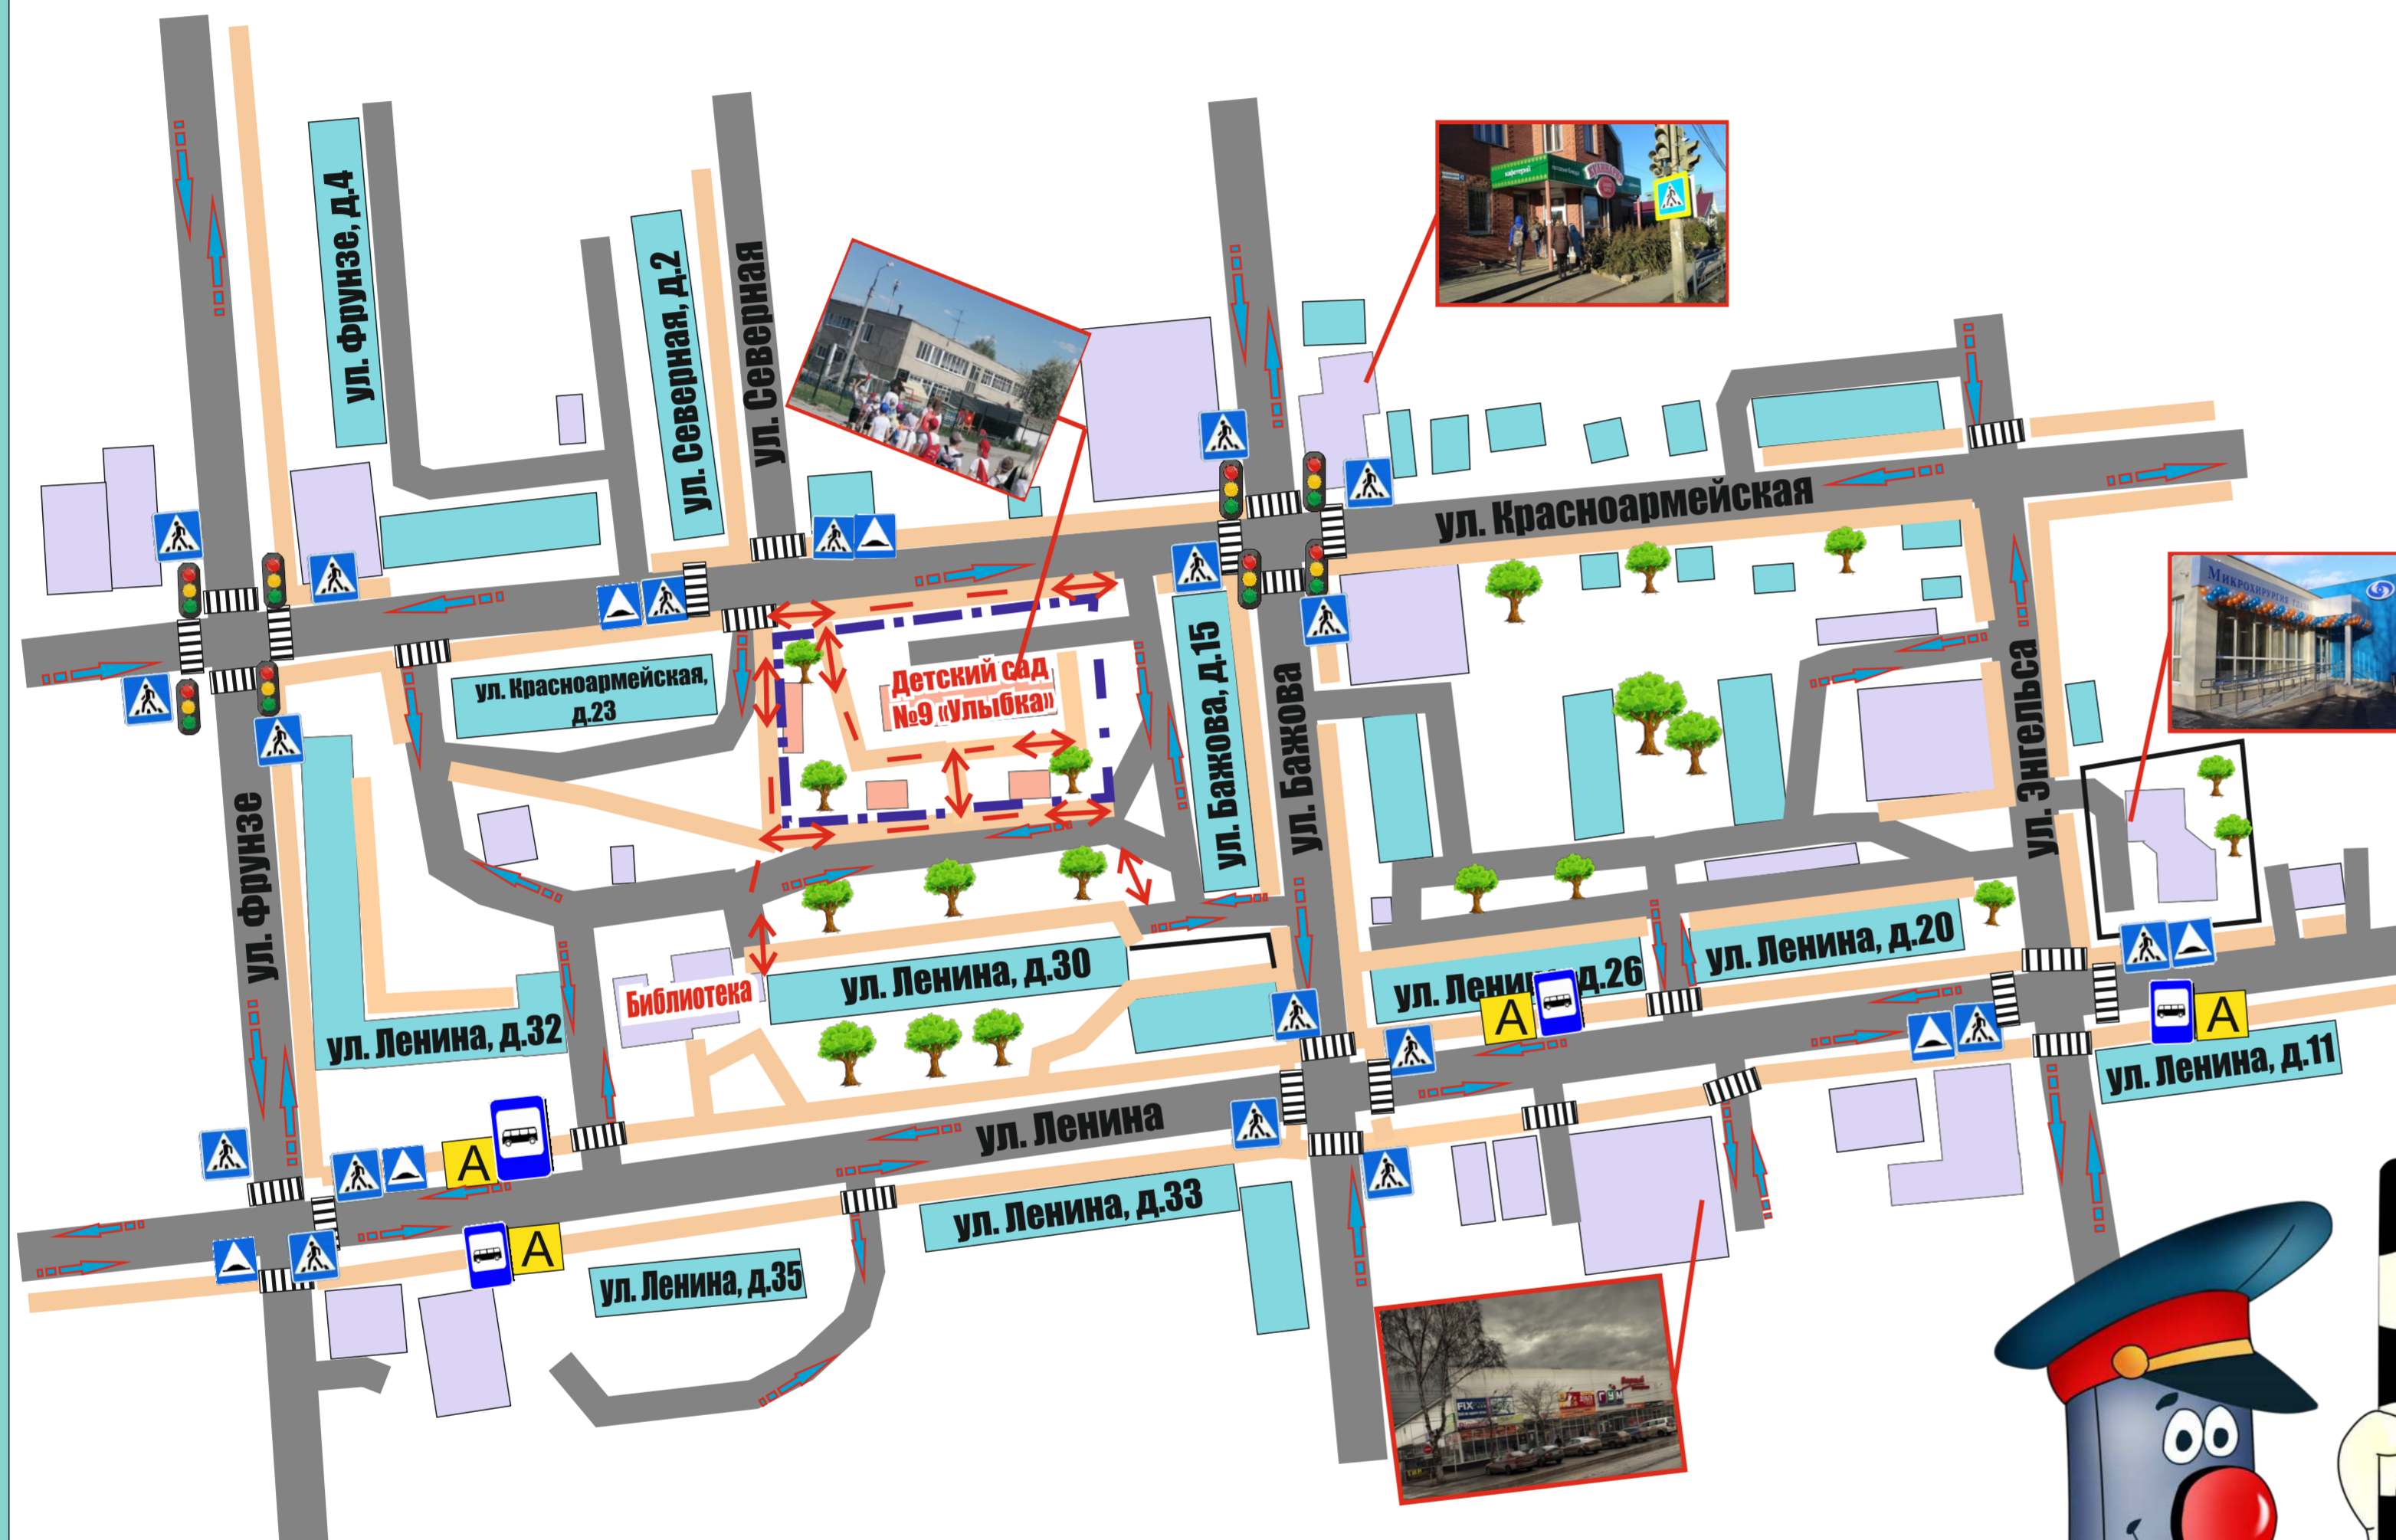 ул. Фрунзе, д.4
ул. Северная, д.2
ул. Северная
кафетерий
ул. Красноармейская
Микрохирургия глаза
ул. Красноармейская,
д.23
Детский сад
№9 «Улыбка»
ул. Бажова, д.15
ул. Бажова
ул. Энгельса
ул. Фрунзе
ул. Ленина, д.32
Библиотека
ул. Ленина, д.30
ул. Ленина, д.26
ул. Ленина, д.20
А
А
ул. Ленина, д.11
А
ул. Ленина
ул. Ленина, д.33
А
ул. Ленина, д.35
FIX
ГУМ